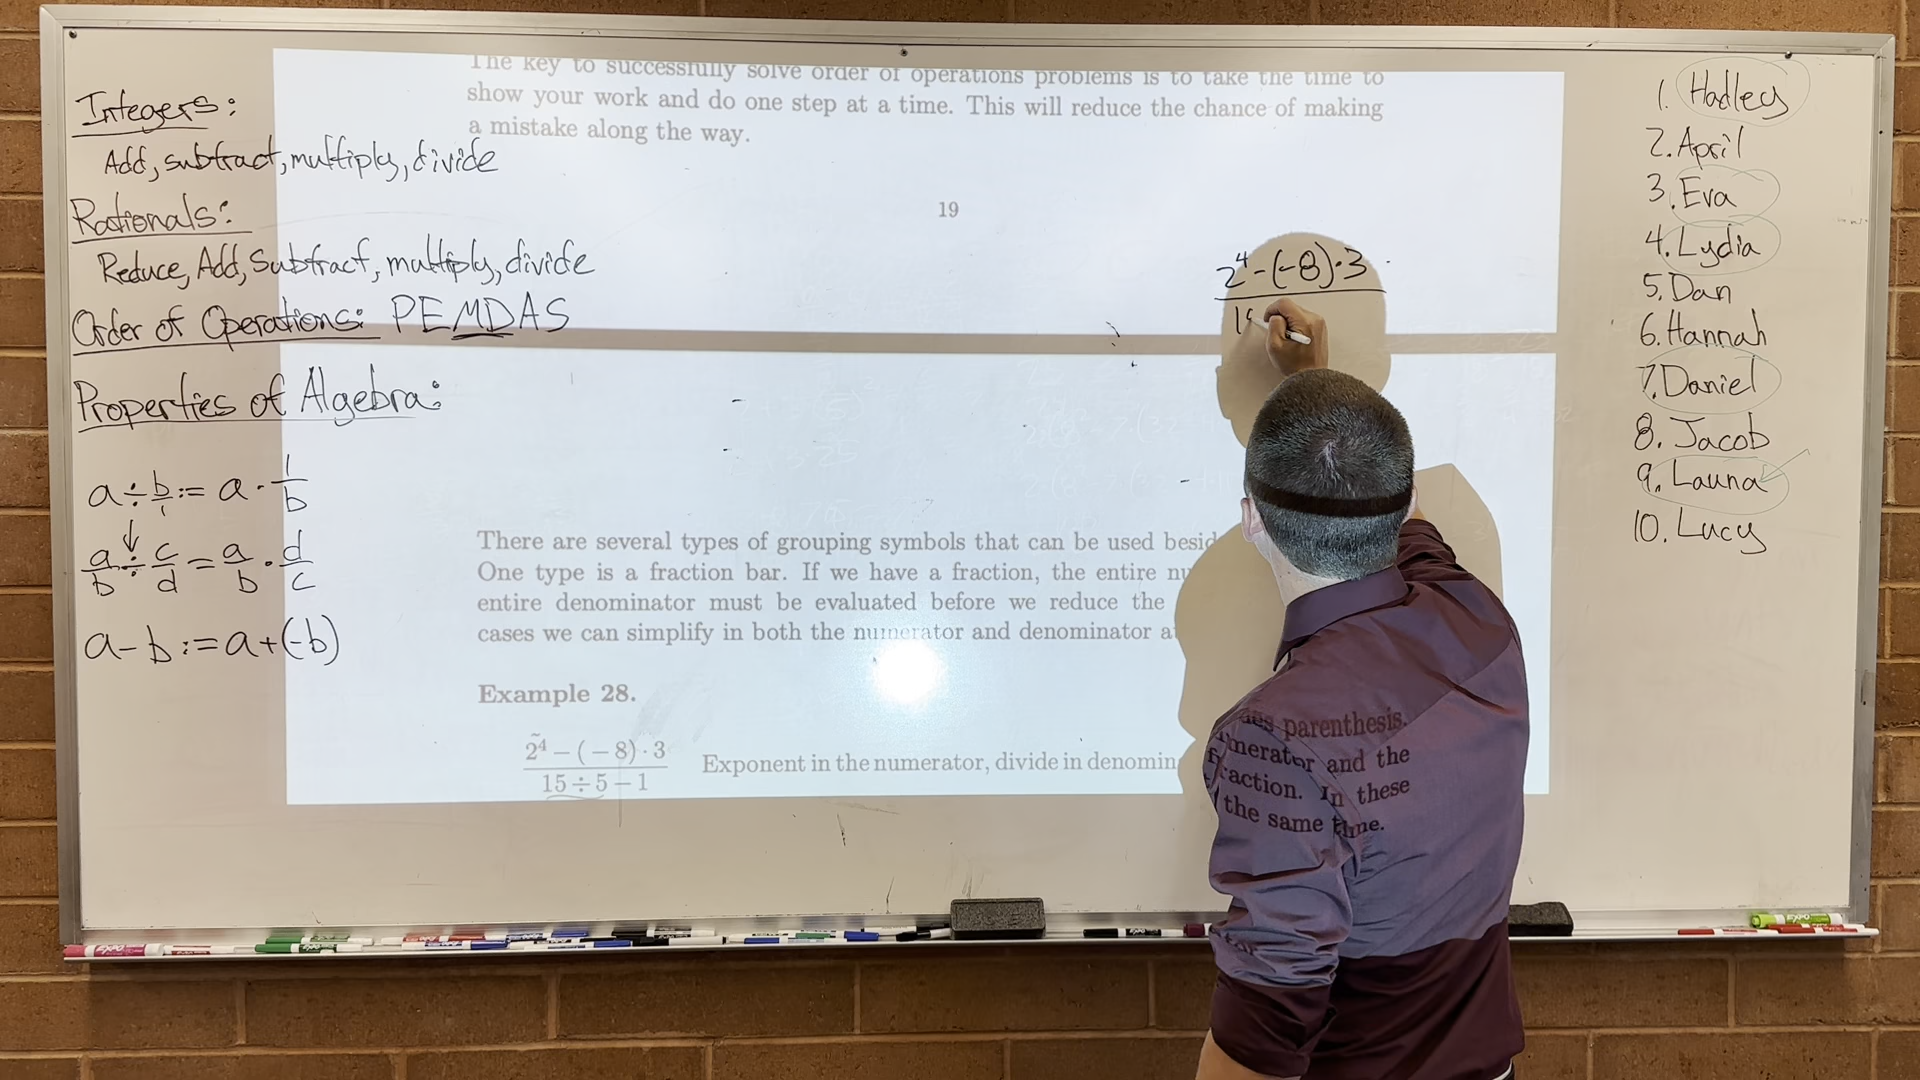 Integers:
Add, subtract, multiply, divide
Rationals:
Reduce, Add, Subtract, multiply, divide
Order of Operations: PEMDAS
Properties of Algebra:
a ÷ b/1 := a · 1/b
a/b ÷ c/d = a/b · d/c
a - b := a + (-b)
The key to successfully solve order of operations problems is to take the time to
show your work and do one step at a time. This will reduce the chance of making
a mistake along the way.
19
2⁴ - (-8) · 3
There are several types of grouping symbols that can be used besides parenthesis.
One type is a fraction bar. If we have a fraction, the entire numerator and the
entire denominator must be evaluated before we reduce the fraction. In these
cases we can simplify in both the numerator and denominator at the same time.
Example 28.
2⁴ − ( − 8) · 3
15 ÷ 5 − 1
Exponent in the numerator, divide in denomin
tor
1. Hadley
2. April
3. Eva
4. Lydia
5. Dan
6. Hannah
7. Daniel
8. Jacob
9. Launa
10. Lucy
EXPO